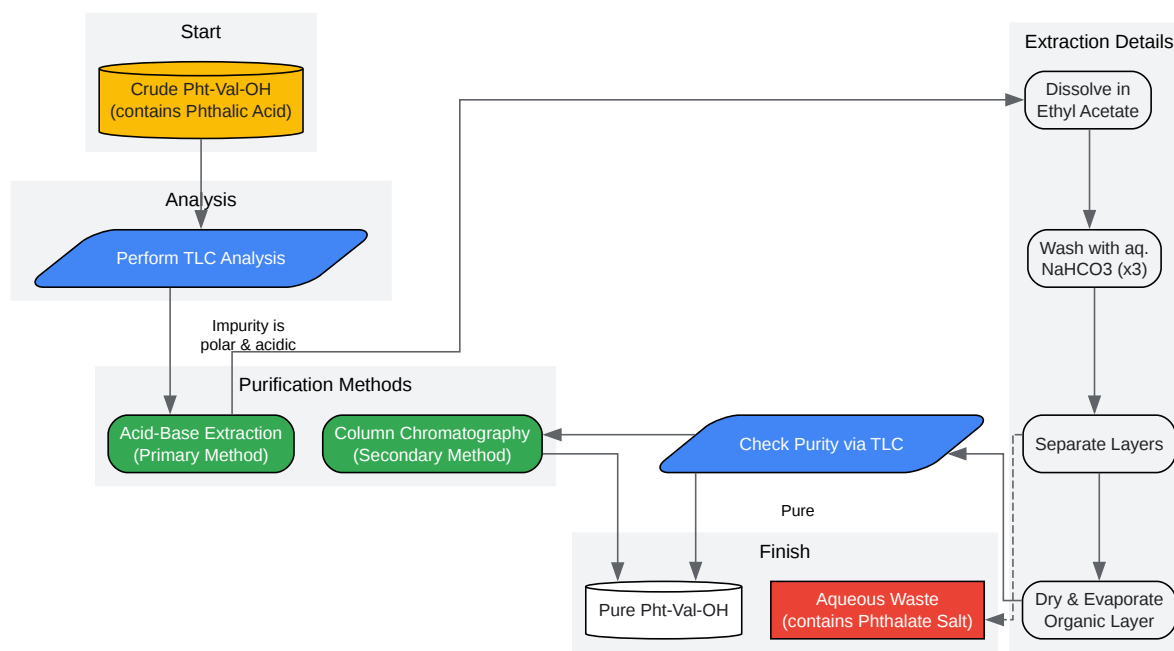 Start
Crude Pht-Val-OH
(contains Phthalic Acid)
Analysis
Perform TLC Analysis
Impurity is
polar & acidic
Purification Methods
Acid-Base Extraction
(Primary Method)
Column Chromatography
(Secondary Method)
Extraction Details
Dissolve in
Ethyl Acetate
Wash with aq.
NaHCO3 (x3)
Separate Layers
Dry & Evaporate
Organic Layer
Check Purity via TLC
Pure
Finish
Pure Pht-Val-OH
Aqueous Waste
(contains Phthalate Salt)